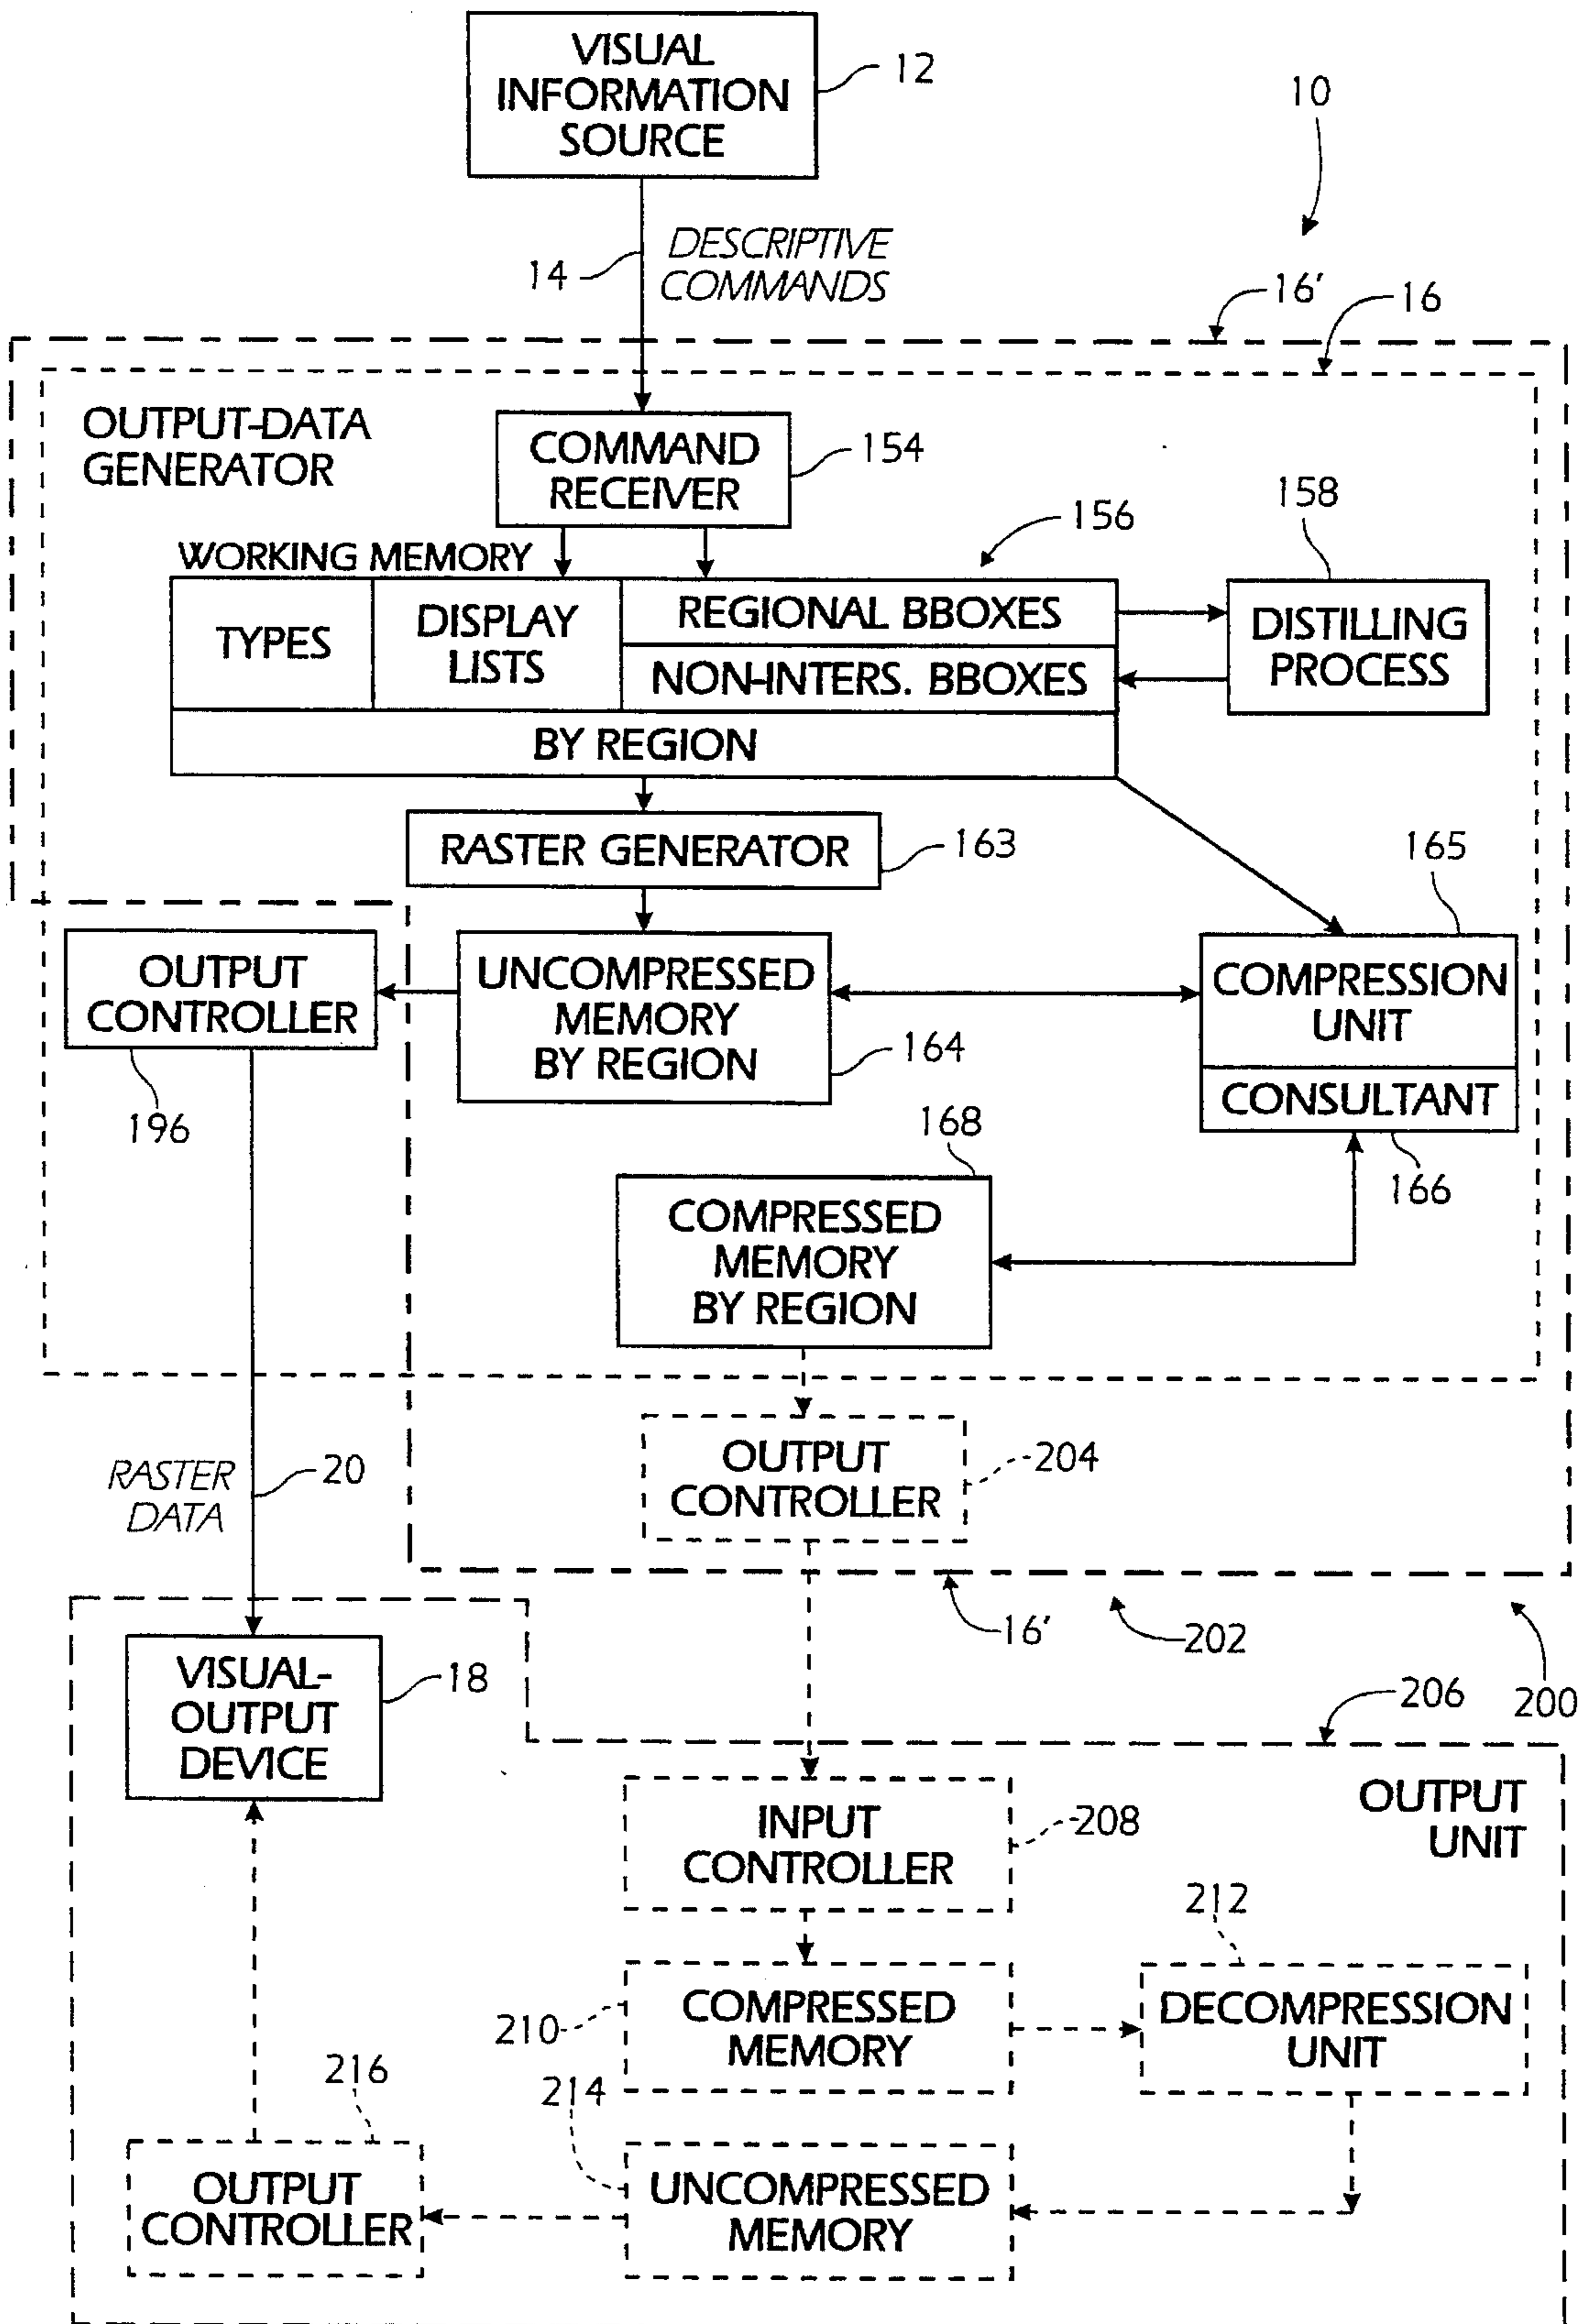 VISUAL
INFORMATION
SOURCE
12
10
14
DESCRIPTIVE
COMMANDS
16'
16
OUTPUT-DATA
GENERATOR
COMMAND
RECEIVER
154
WORKING MEMORY
156
158
TYPES
DISPLAY
LISTS
REGIONAL BBOXES
NON-INTERS. BBOXES
DISTILLING
PROCESS
BY REGION
RASTER GENERATOR
163
165
OUTPUT
CONTROLLER
196
UNCOMPRESSED
MEMORY
BY REGION
164
COMPRESSION
UNIT
CONSULTANT
166
168
COMPRESSED
MEMORY
BY REGION
RASTER
DATA
20
OUTPUT
CONTROLLER
204
16'
202
200
206
VISUAL-
OUTPUT
DEVICE
18
INPUT
CONTROLLER
208
OUTPUT
UNIT
212
210
COMPRESSED
MEMORY
DECOMPRESSION
UNIT
216
214
OUTPUT
CONTROLLER
UNCOMPRESSED
MEMORY